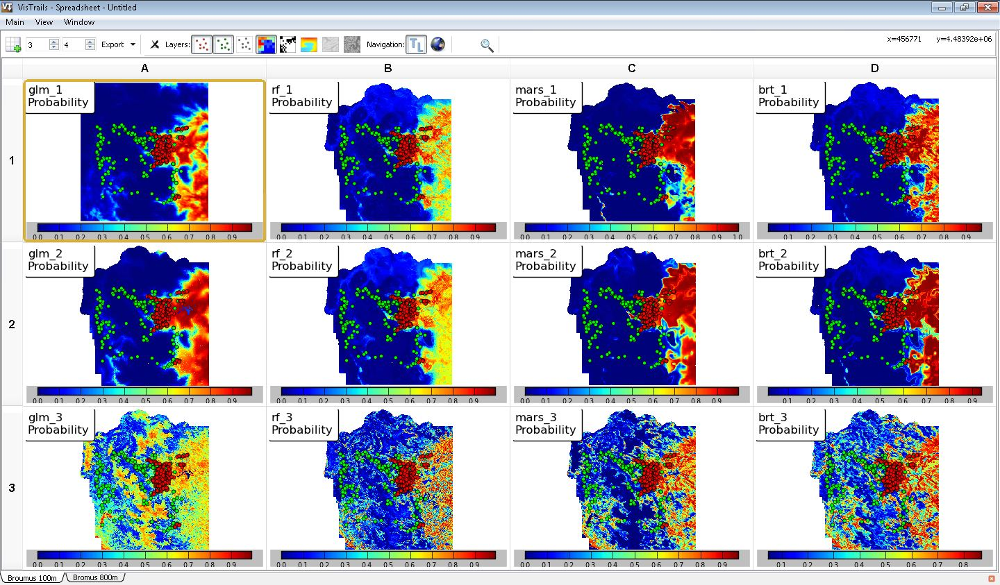 VT VisTrails - Spreadsheet - Untitled
Main View Window
3 4 Export Layers: Navigation: TL x=456771 y=4.48392e+06
A B C D
1
glm_1
Probability
0.0 0.1 0.2 0.3 0.4 0.5 0.6 0.7 0.8 0.9
rf_1
Probability
0.0 0.1 0.2 0.3 0.4 0.5 0.6 0.7 0.8 0.9
mars_1
Probability
0.0 0.1 0.2 0.3 0.4 0.5 0.6 0.7 0.8 0.9 1.0
brt_1
Probability
0.1 0.2 0.3 0.4 0.5 0.6 0.7 0.8 0.9
2
glm_2
Probability
0.0 0.1 0.2 0.3 0.4 0.5 0.6 0.7 0.8 0.9
rf_2
Probability
0.0 0.1 0.2 0.3 0.4 0.5 0.6 0.7 0.8 0.9
mars_2
Probability
0.0 0.1 0.2 0.3 0.4 0.5 0.6 0.7 0.8 0.9
brt_2
Probability
0.1 0.2 0.3 0.4 0.5 0.6 0.7 0.8 0.9
3
glm_3
Probability
0.0 0.1 0.2 0.3 0.4 0.5 0.6 0.7 0.8 0.9
rf_3
Probability
0.0 0.1 0.2 0.3 0.4 0.5 0.6 0.7 0.8 0.9
mars_3
Probability
0.0 0.1 0.2 0.3 0.4 0.5 0.6 0.7 0.8 0.9
brt_3
Probability
0.1 0.2 0.3 0.4 0.5 0.6 0.7 0.8
Broumus 100m Bromus 800m